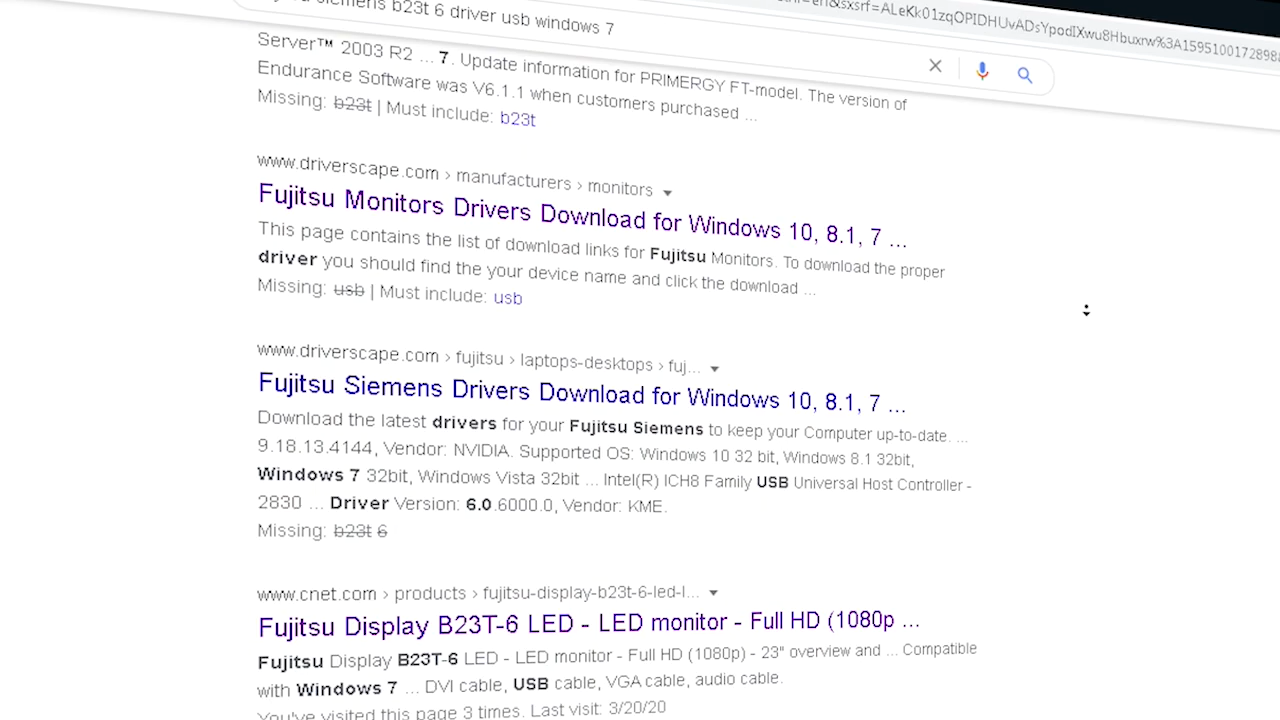 siemens b23t 6 driver usb windows 7
Server™ 2003 R2 ... 7. Update information for PRIMERGY FT-model. The version of
Endurance Software was V6.1.1 when customers purchased ...
Missing: b23t | Must include: b23t
www.driverscape.com › manufacturers › monitors
Fujitsu Monitors Drivers Download for Windows 10, 8.1, 7 ...
This page contains the list of download links for Fujitsu Monitors. To download the proper
driver you should find the your device name and click the download ...
Missing: usb | Must include: usb
www.driverscape.com › fujitsu › laptops-desktops › fuj...
Fujitsu Siemens Drivers Download for Windows 10, 8.1, 7 ...
Download the latest drivers for your Fujitsu Siemens to keep your Computer up-to-date. ...
9.18.13.4144, Vendor: NVIDIA. Supported OS: Windows 10 32 bit, Windows 8.1 32bit,
Windows 7 32bit, Windows Vista 32bit ... Intel(R) ICH8 Family USB Universal Host Controller -
2830 ... Driver Version: 6.0.6000.0, Vendor: KME.
Missing: b23t 6
www.cnet.com › products › fujitsu-display-b23t-6-led-l...
Fujitsu Display B23T-6 LED - LED monitor - Full HD (1080p ...
Fujitsu Display B23T-6 LED - LED monitor - Full HD (1080p) - 23" overview and ... Compatible
with Windows 7 ... DVI cable, USB cable, VGA cable, audio cable.
You've visited this page 3 times. Last visit: 3/20/20